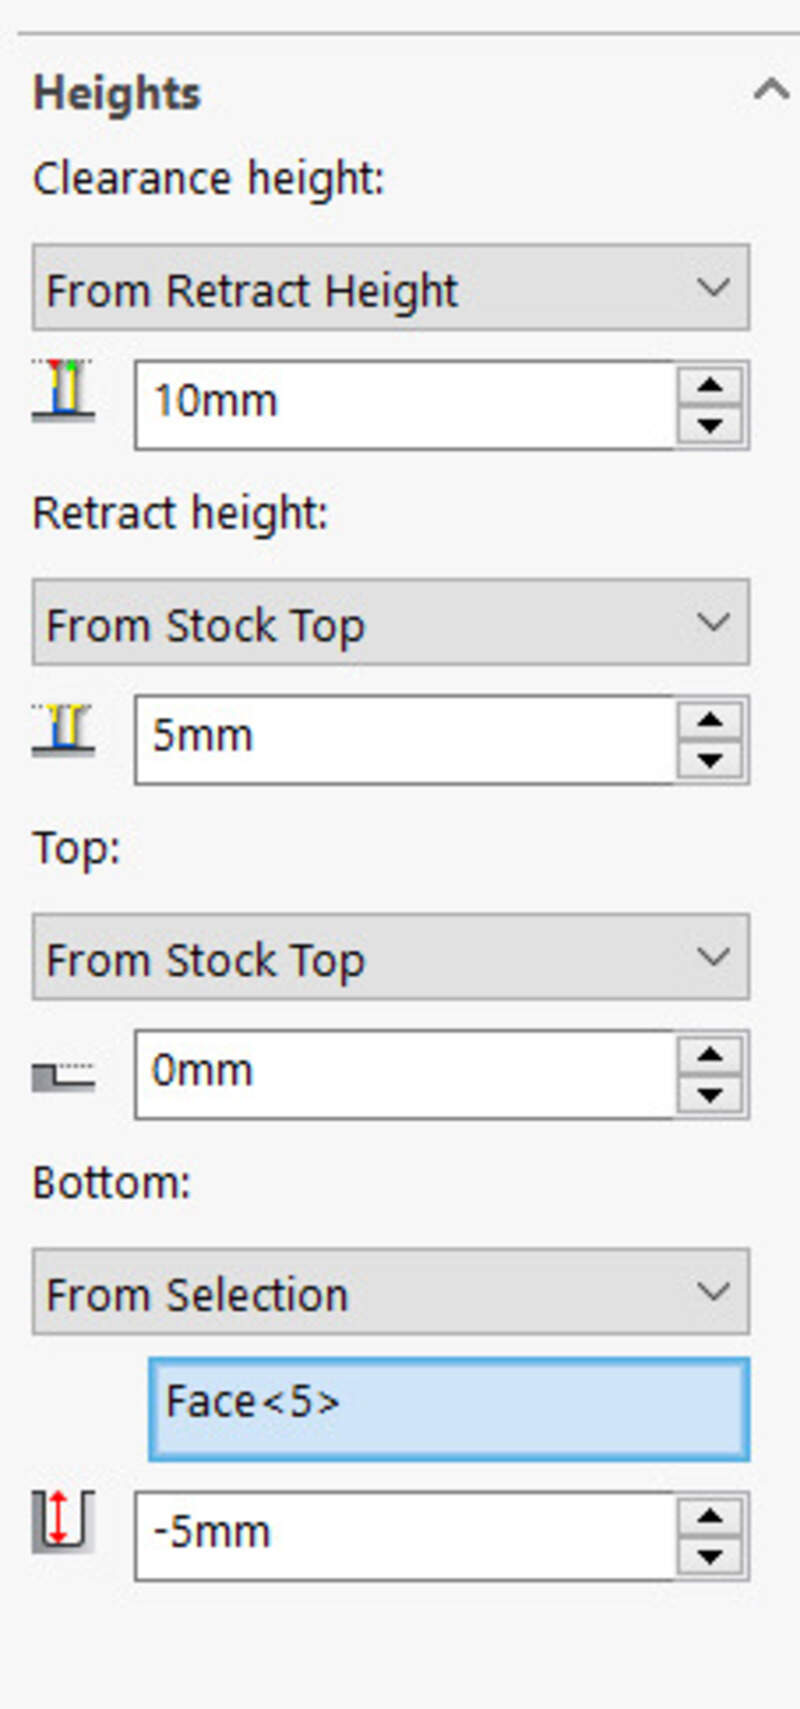 Heights
Clearance height:
From Retract Height
10mm
Retract height:
From Stock Top
5mm
Top:
From Stock Top
0mm
Bottom:
From Selection
Face<5>
-5mm